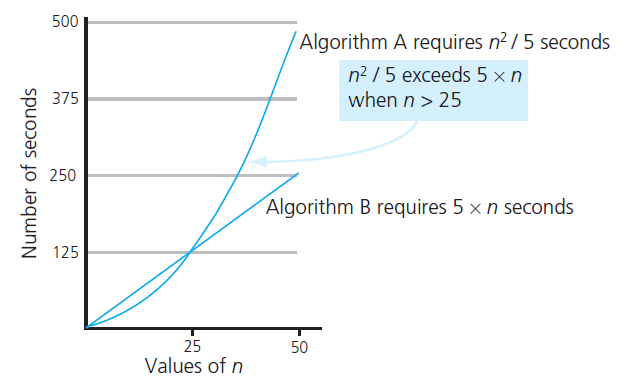 500
Algorithm A requires n² / 5 seconds
n² / 5 exceeds 5 × n
when n > 25
375
Number of seconds
250
Algorithm B requires 5 × n seconds
125
25
50
Values of n